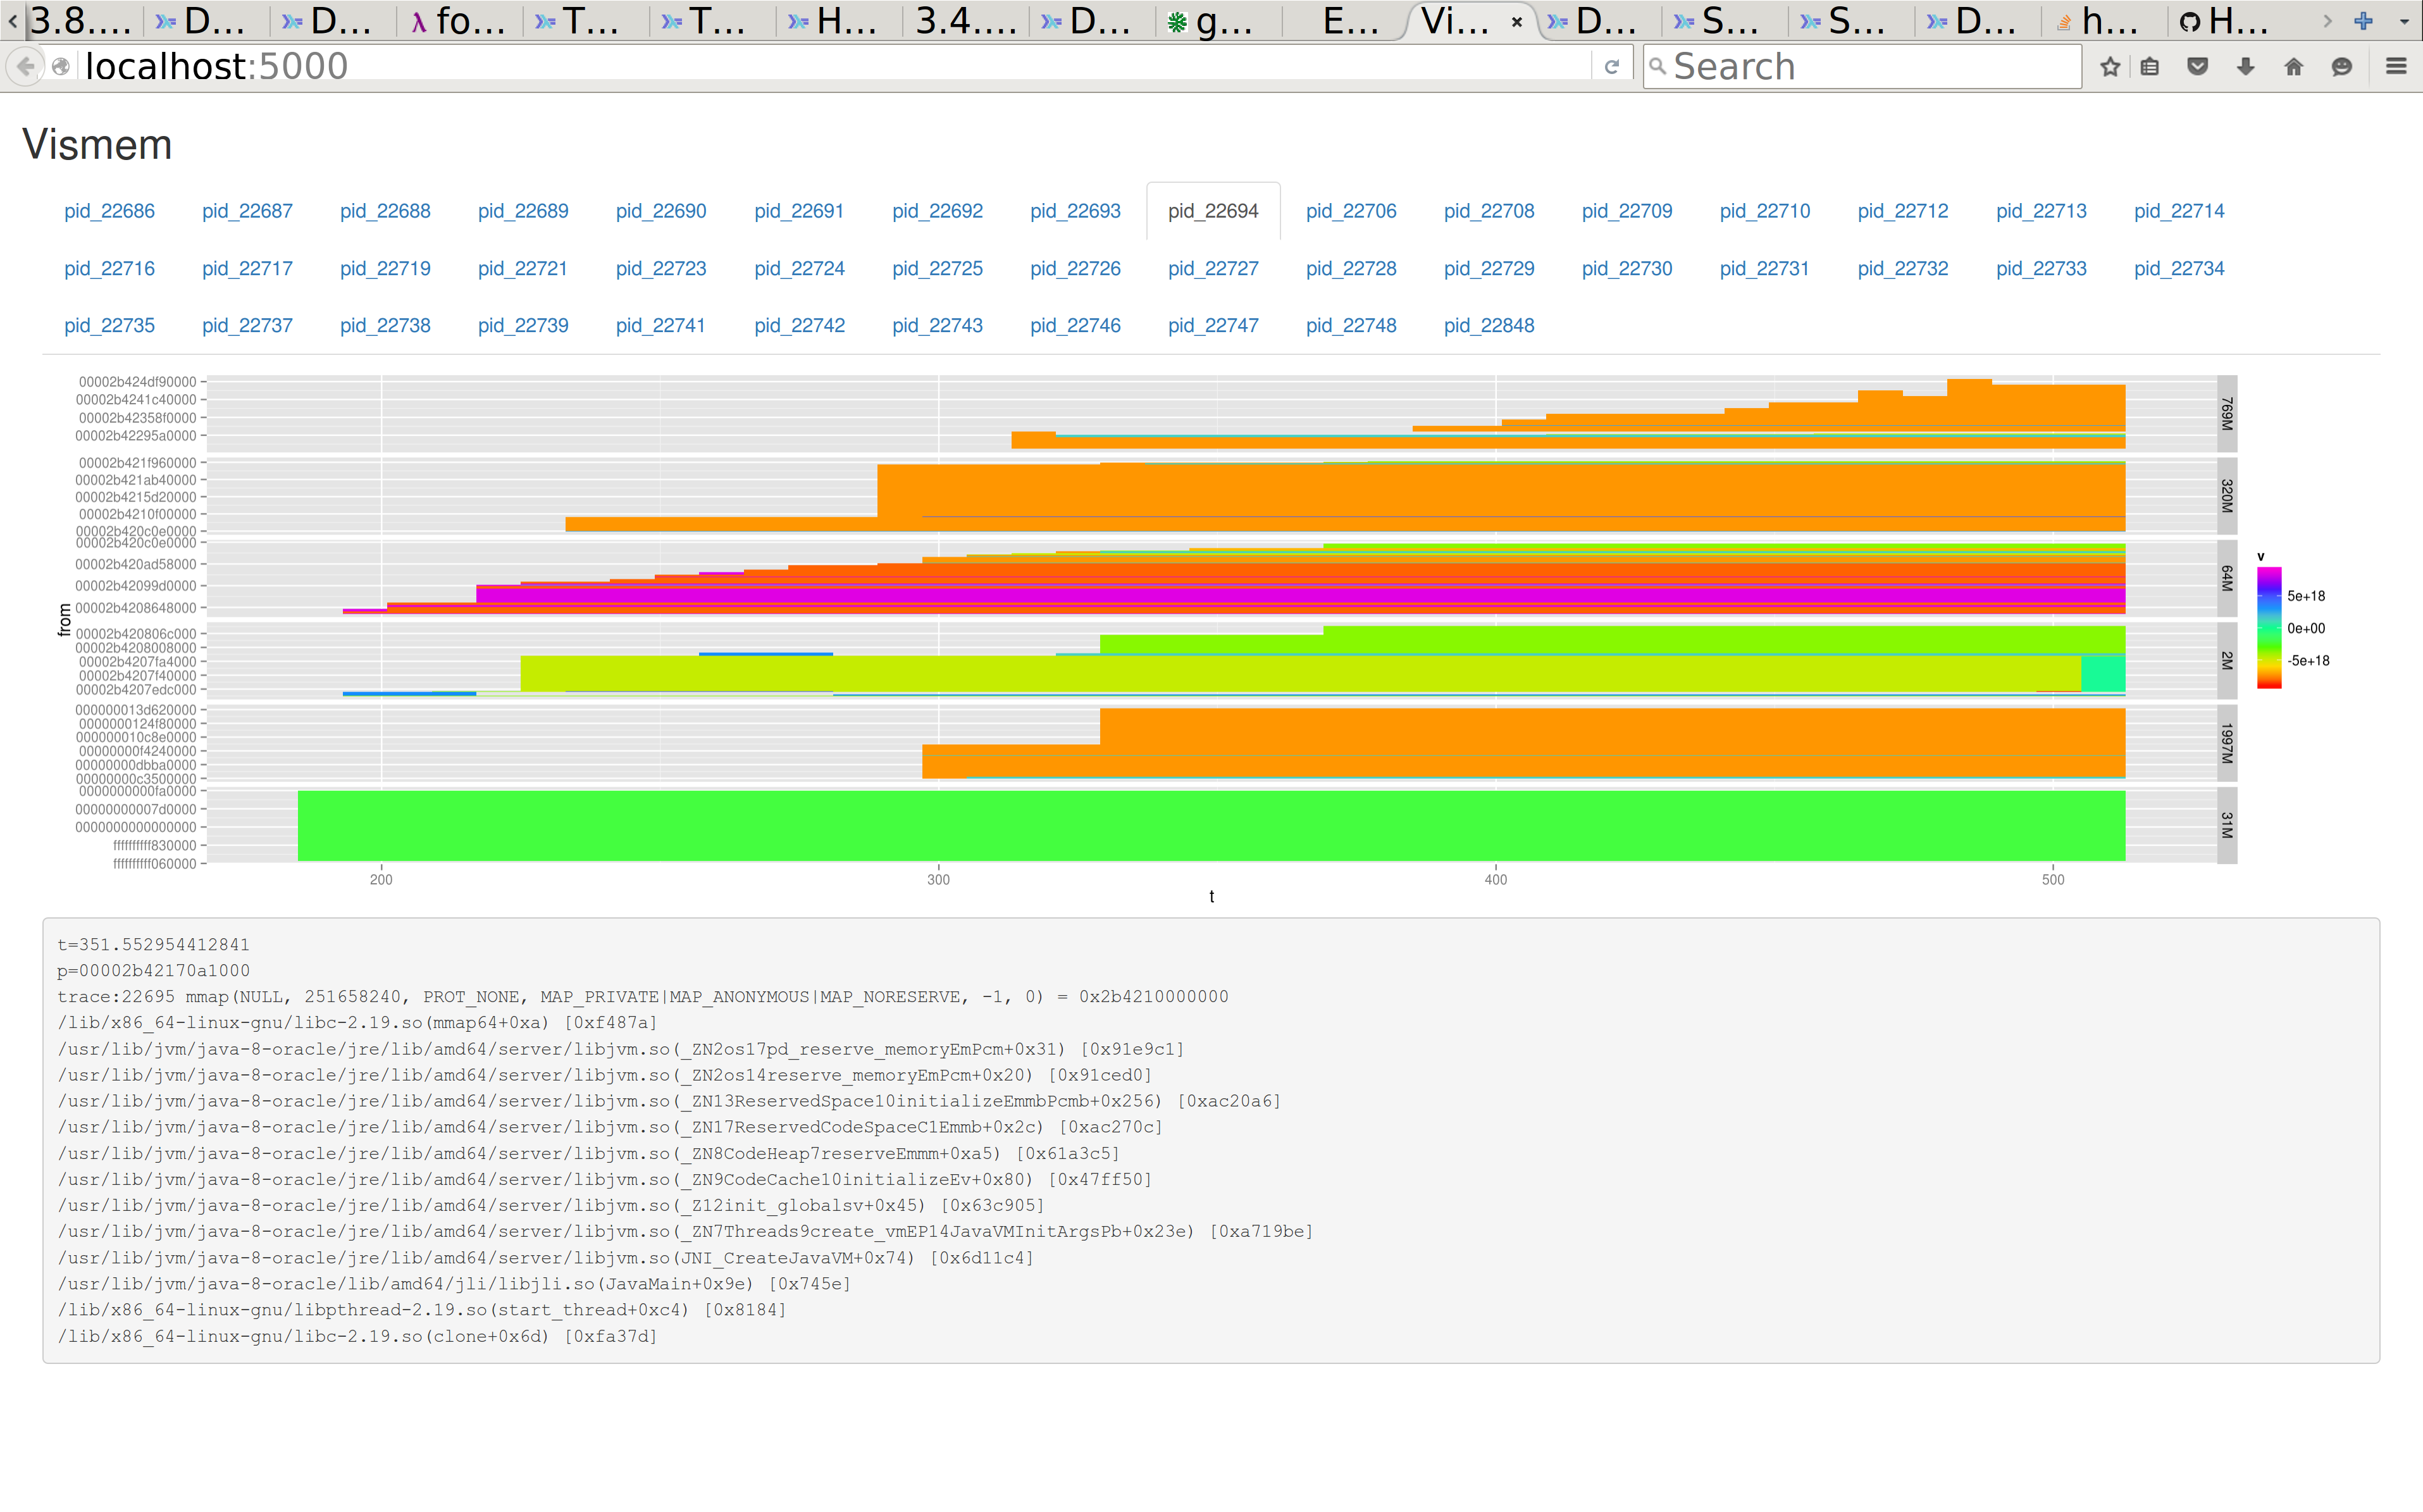 3.8.... D... D... fo... T... T... H... 3.4.... D... g... E... Vi... D... S... S... D... h... H...
localhost:5000 Search
Vismem
pid_22686 pid_22687 pid_22688 pid_22689 pid_22690 pid_22691 pid_22692 pid_22693 pid_22694 pid_22706 pid_22708 pid_22709 pid_22710 pid_22712 pid_22713 pid_22714
pid_22716 pid_22717 pid_22719 pid_22721 pid_22723 pid_22724 pid_22725 pid_22726 pid_22727 pid_22728 pid_22729 pid_22730 pid_22731 pid_22732 pid_22733 pid_22734
pid_22735 pid_22737 pid_22738 pid_22739 pid_22741 pid_22742 pid_22743 pid_22746 pid_22747 pid_22748 pid_22848
00002b424df90000
00002b4241c40000
00002b42358f0000
00002b42295a0000
769M
00002b421f960000
00002b421ab40000
00002b4215d20000
00002b4210f00000
00002b420c0e0000
320M
00002b420c0e0000
00002b420ad58000
00002b42099d0000
00002b4208648000
64M
from
00002b420806c000
00002b4208008000
00002b4207fa4000
00002b4207f40000
00002b4207edc000
2M
000000013d620000
0000000124f80000
000000010c8e0000
00000000f4240000
00000000dbba0000
00000000c3500000
1997M
0000000000fa0000
00000000007d0000
0000000000000000
ffffffffff830000
ffffffffff060000
31M
200 300 400 500
t
v
5e+18
0e+00
-5e+18
t=351.552954412841
p=00002b42170a1000
trace:22695 mmap(NULL, 251658240, PROT_NONE, MAP_PRIVATE|MAP_ANONYMOUS|MAP_NORESERVE, -1, 0) = 0x2b4210000000
/lib/x86_64-linux-gnu/libc-2.19.so(mmap64+0xa) [0xf487a]
/usr/lib/jvm/java-8-oracle/jre/lib/amd64/server/libjvm.so(_ZN2os17pd_reserve_memoryEmPcm+0x31) [0x91e9c1]
/usr/lib/jvm/java-8-oracle/jre/lib/amd64/server/libjvm.so(_ZN2os14reserve_memoryEmPcm+0x20) [0x91ced0]
/usr/lib/jvm/java-8-oracle/jre/lib/amd64/server/libjvm.so(_ZN13ReservedSpace10initializeEmmbPcmb+0x256) [0xac20a6]
/usr/lib/jvm/java-8-oracle/jre/lib/amd64/server/libjvm.so(_ZN17ReservedCodeSpaceC1Emmb+0x2c) [0xac270c]
/usr/lib/jvm/java-8-oracle/jre/lib/amd64/server/libjvm.so(_ZN8CodeHeap7reserveEmmm+0xa5) [0x61a3c5]
/usr/lib/jvm/java-8-oracle/jre/lib/amd64/server/libjvm.so(_ZN9CodeCache10initializeEv+0x80) [0x47ff50]
/usr/lib/jvm/java-8-oracle/jre/lib/amd64/server/libjvm.so(_Z12init_globalsv+0x45) [0x63c905]
/usr/lib/jvm/java-8-oracle/jre/lib/amd64/server/libjvm.so(_ZN7Threads9create_vmEP14JavaVMInitArgsPb+0x23e) [0xa719be]
/usr/lib/jvm/java-8-oracle/jre/lib/amd64/server/libjvm.so(JNI_CreateJavaVM+0x74) [0x6d11c4]
/usr/lib/jvm/java-8-oracle/lib/amd64/jli/libjli.so(JavaMain+0x9e) [0x745e]
/lib/x86_64-linux-gnu/libpthread-2.19.so(start_thread+0xc4) [0x8184]
/lib/x86_64-linux-gnu/libc-2.19.so(clone+0x6d) [0xfa37d]